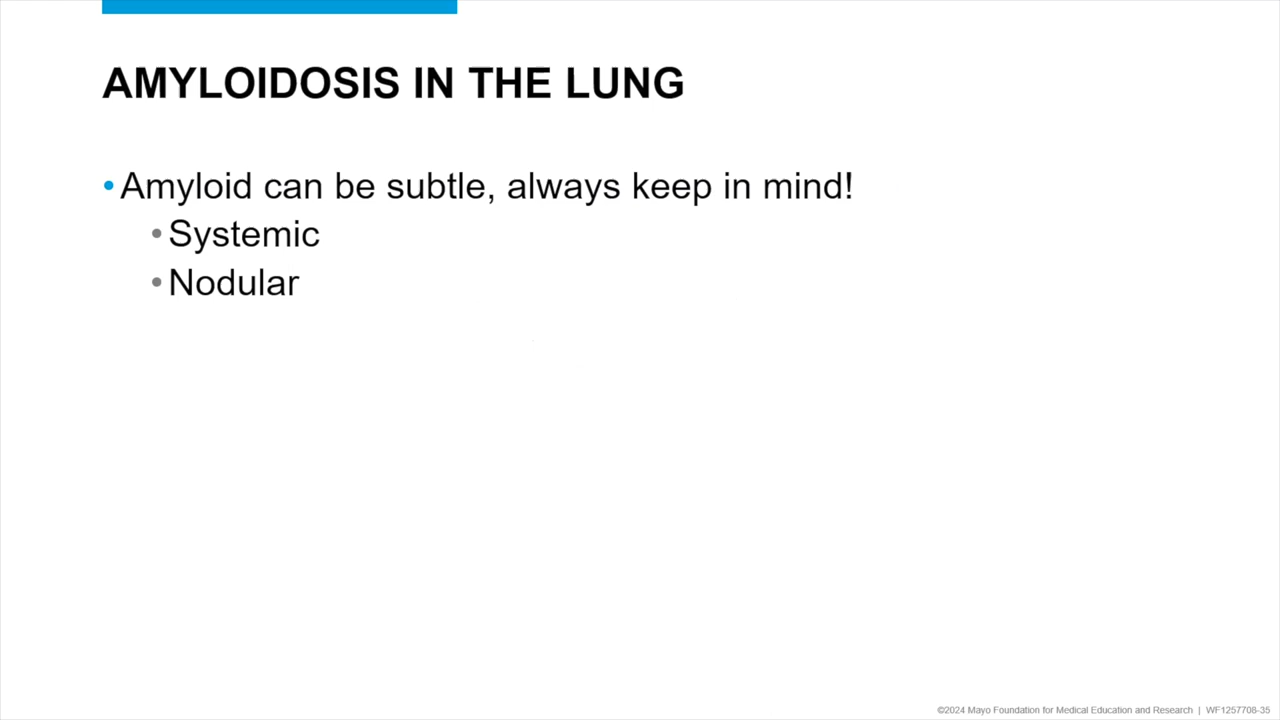 AMYLOIDOSIS IN THE LUNG
• Amyloid can be subtle, always keep in mind!
• Systemic
• Nodular
©2024 Mayo Foundation for Medical Education and Research | WF1257708-35